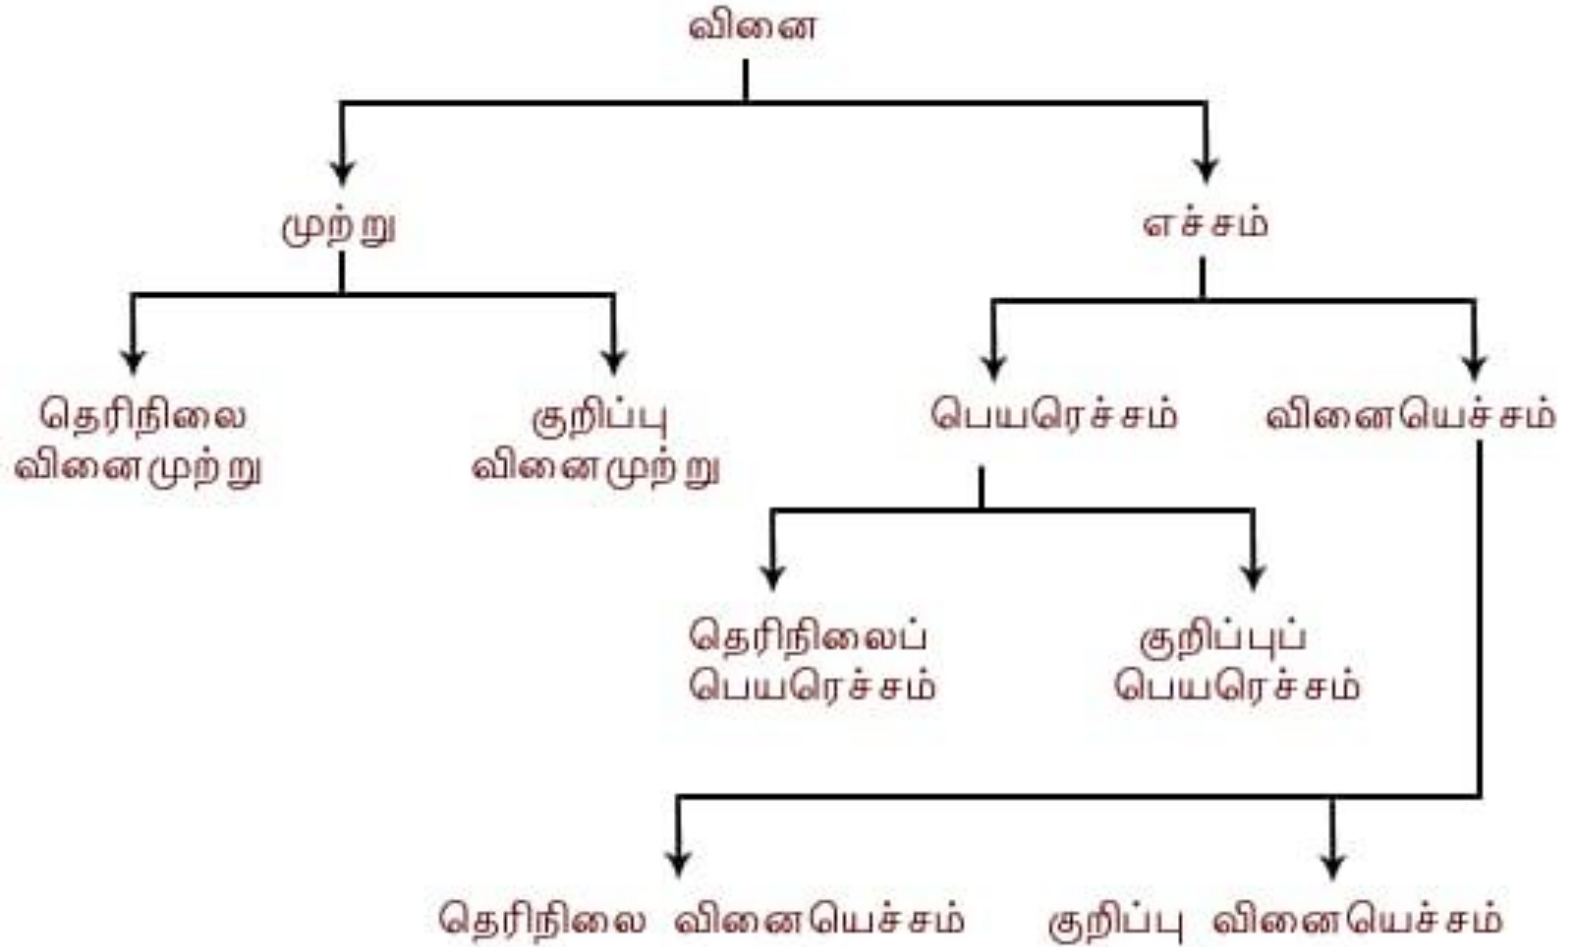 வினை
முற்று
எச்சம்
தெரிநிலை
வினைமுற்று
குறிப்பு
வினைமுற்று
பெயரெச்சம்
வினையெச்சம்
தெரிநிலைப்
பெயரெச்சம்
குறிப்புப்
பெயரெச்சம்
தெரிநிலை வினையெச்சம்
குறிப்பு வினையெச்சம்